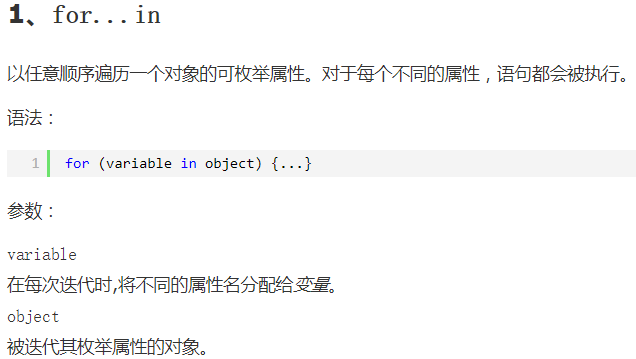 1、for...in
以任意顺序遍历一个对象的可枚举属性。对于每个不同的属性，语句都会被执行。
语法：
1 for (variable in object) {...}
参数：
variable
在每次迭代时,将不同的属性名分配给变量。
object
被迭代其枚举属性的对象。